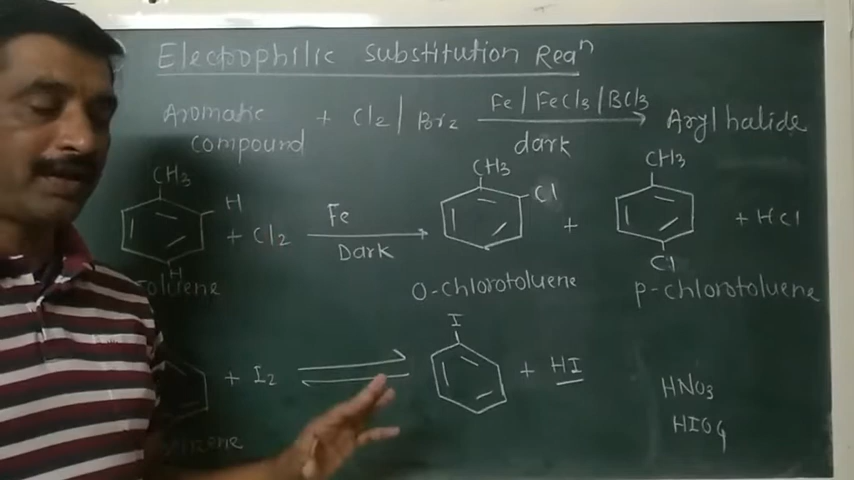 Electrophilic substitution Reaⁿ
Aromatic compound + Cl₂ / Br₂ Fe / FeCl₃ / BCl₃ dark Aryl halide
CH₃ H H + Cl₂ Fe Dark CH₃ Cl + CH₃ Cl + HCl
Toluene O-chlorotoluene p-chlorotoluene
+ I₂ I + HI
HNO₃
HIO₄